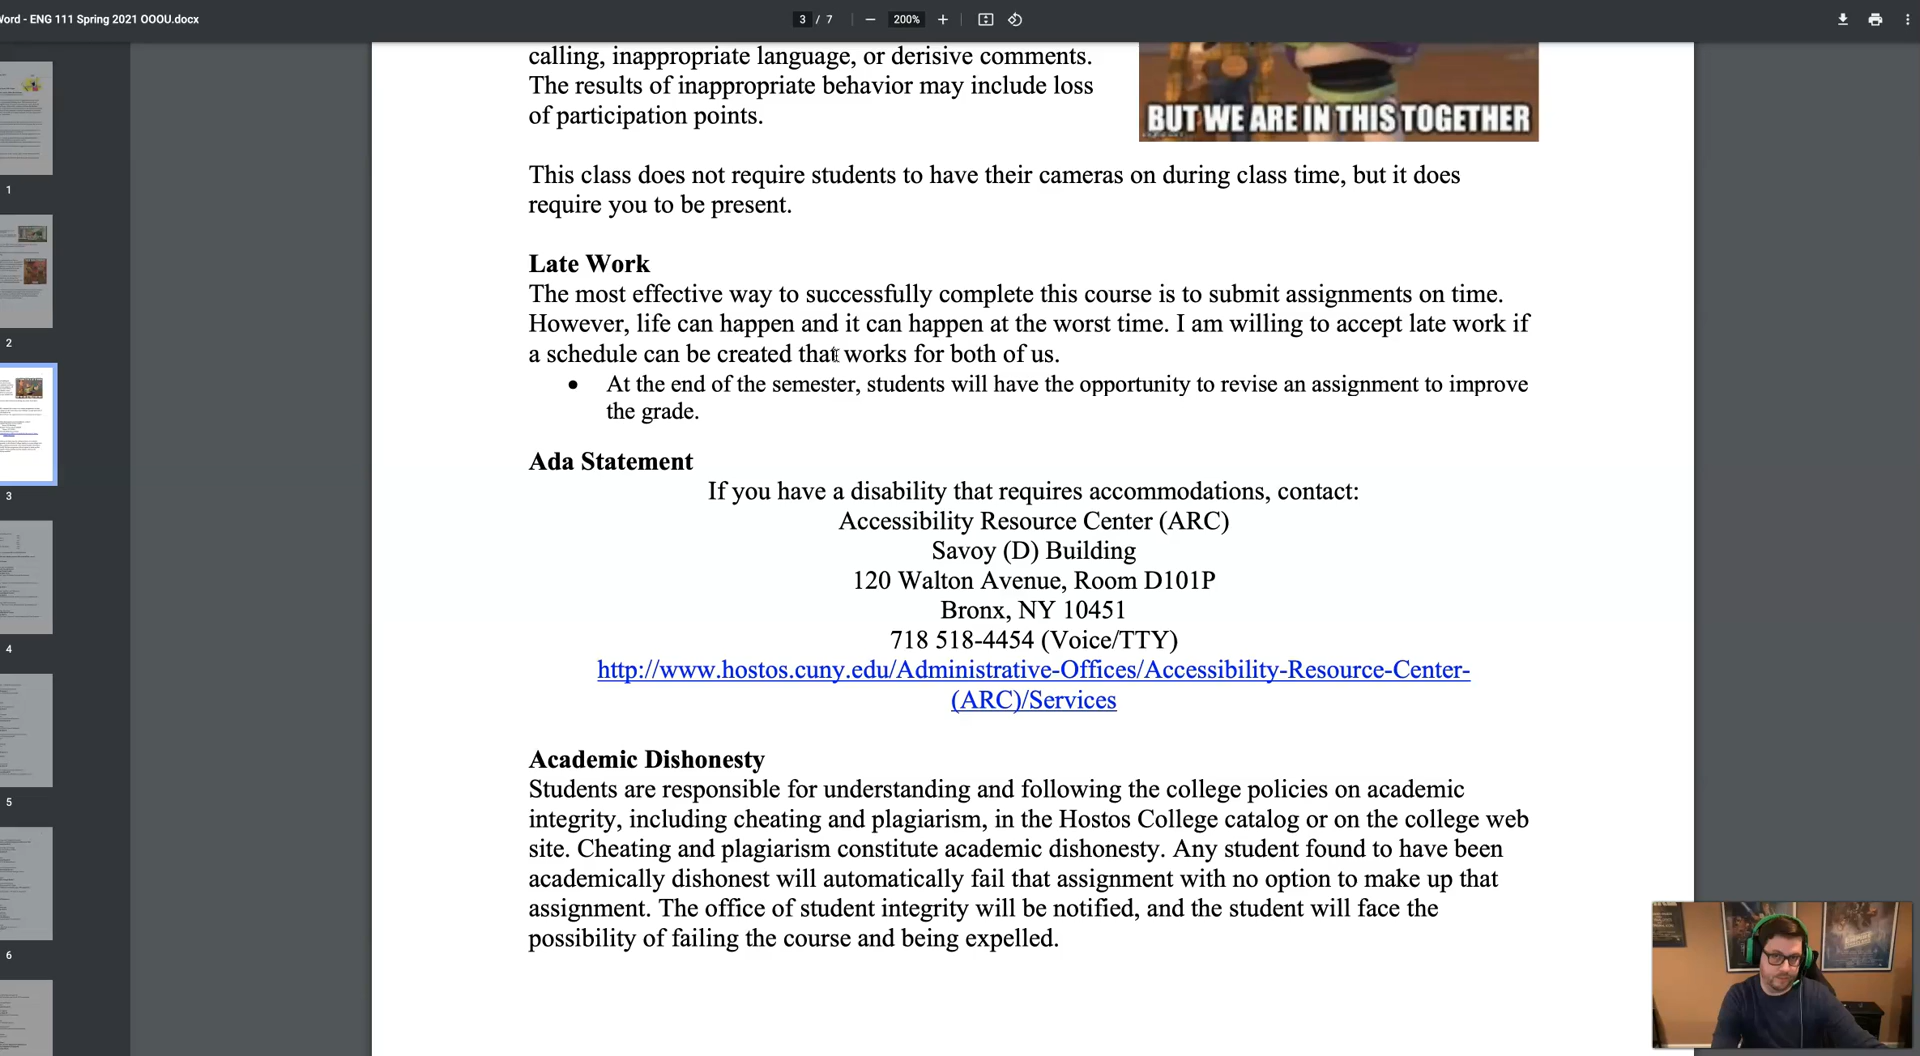 Word - ENG 111 Spring 2021 OOOU.docx
3 / 7
200%
calling, inappropriate language, or derisive comments.
The results of inappropriate behavior may include loss
of participation points.
BUT WE ARE IN THIS TOGETHER
This class does not require students to have their cameras on during class time, but it does
require you to be present.
Late Work
The most effective way to successfully complete this course is to submit assignments on time.
However, life can happen and it can happen at the worst time. I am willing to accept late work if
a schedule can be created that works for both of us.
• At the end of the semester, students will have the opportunity to revise an assignment to improve
the grade.
Ada Statement
If you have a disability that requires accommodations, contact:
Accessibility Resource Center (ARC)
Savoy (D) Building
120 Walton Avenue, Room D101P
Bronx, NY 10451
718 518-4454 (Voice/TTY)
http://www.hostos.cuny.edu/Administrative-Offices/Accessibility-Resource-Center-
(ARC)/Services
Academic Dishonesty
Students are responsible for understanding and following the college policies on academic
integrity, including cheating and plagiarism, in the Hostos College catalog or on the college web
site. Cheating and plagiarism constitute academic dishonesty. Any student found to have been
academically dishonest will automatically fail that assignment with no option to make up that
assignment. The office of student integrity will be notified, and the student will face the
possibility of failing the course and being expelled.
1
2
3
4
5
6